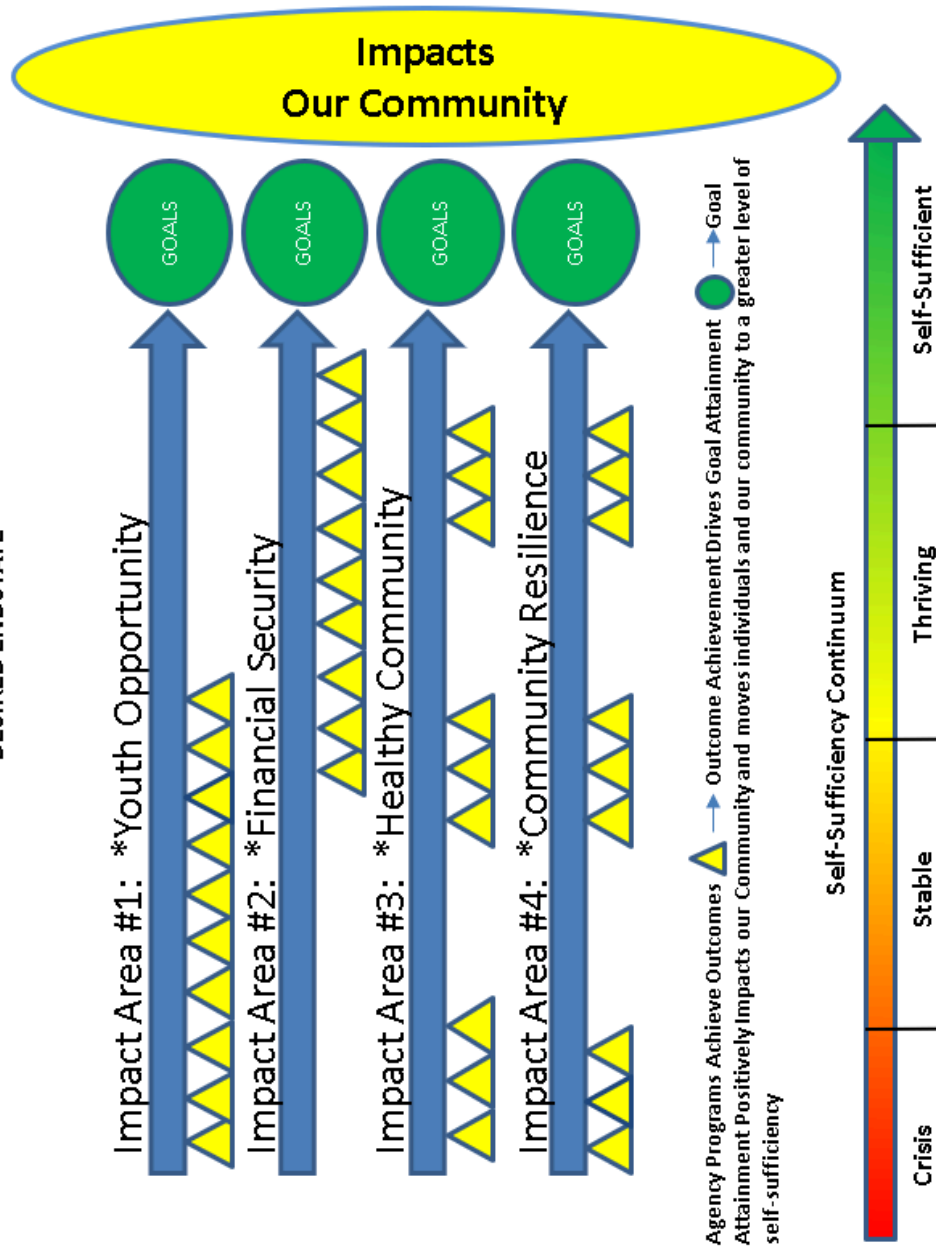 Impact Area #1: *Youth Opportunity
GOALS
Impact Area #2: *Financial Security
GOALS
Impact Area #3: *Healthy Community
GOALS
Impact Area #4: *Community Resilience
GOALS
Impacts
Our Community
Agency Programs Achieve Outcomes Outcome Achievement Drives Goal Attainment Goal
Attainment Positively Impacts our Community and moves individuals and our community to a greater level of
self-sufficiency
Self-Sufficiency Continuum
Crisis
Stable
Thriving
Self-Sufficient